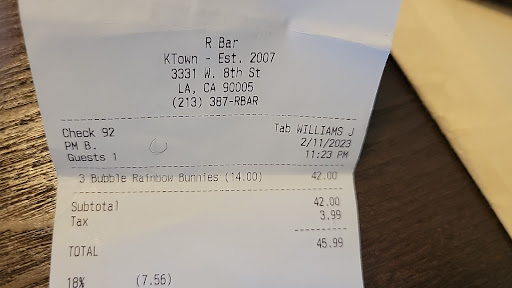 R Bar
KTown - Est. 2007
3331 W. 8th St
LA, CA 90005
(213) 387-RBAR
Check 92 Tab WILLIAMS J
PM B. 2/11/2023
Guests 1 11:23 PM
3 Bubble Rainbow Bunnies (14.00) 42.00
Subtotal 42.00
Tax 3.99
TOTAL 45.99
18% (7.56)